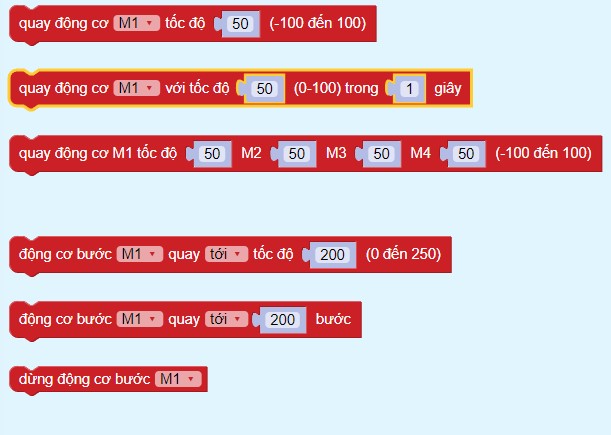 quay động cơ M1 tốc độ 50 (-100 đến 100)
quay động cơ M1 với tốc độ 50 (0-100) trong 1 giây
quay động cơ M1 tốc độ 50 M2 50 M3 50 M4 50 (-100 đến 100)
động cơ bước M1 quay tới tốc độ 200 (0 đến 250)
động cơ bước M1 quay tới 200 bước
dừng động cơ bước M1